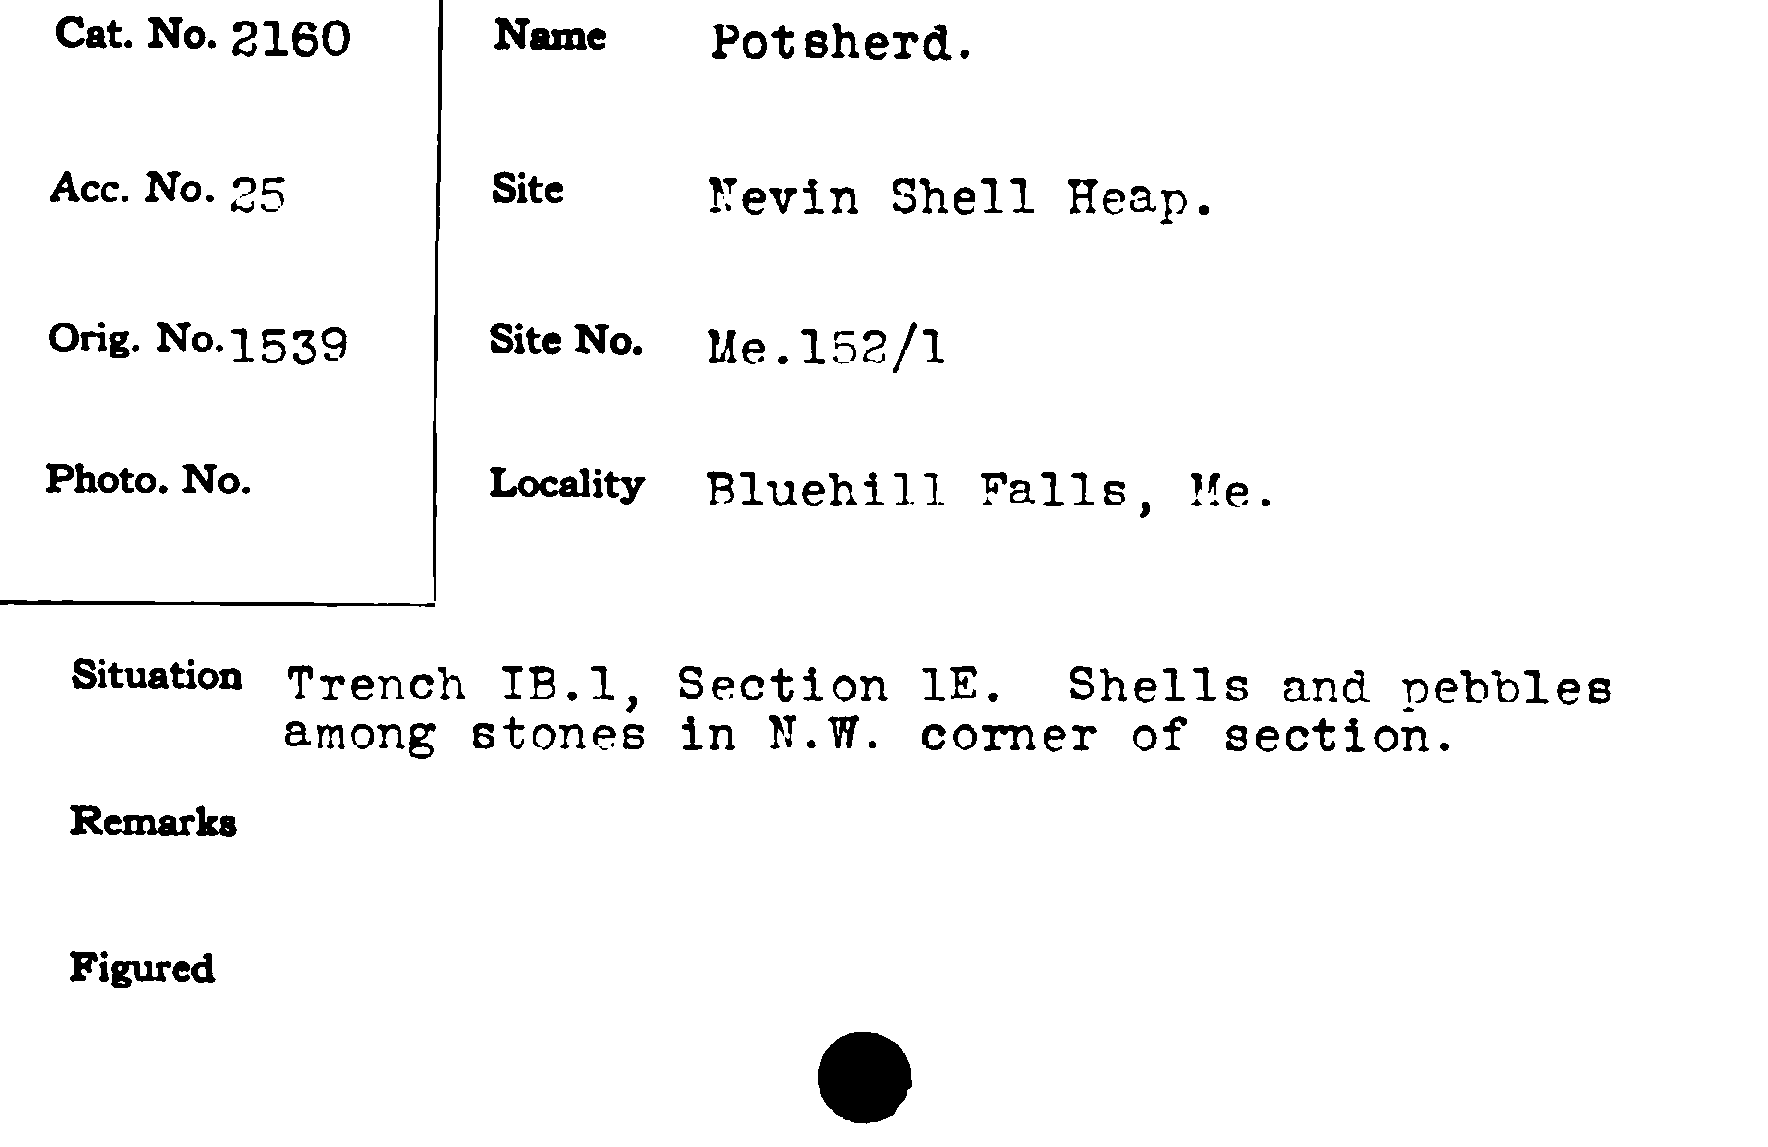 Cat. No. 2160
Name Potsherd.
Acc. No. 25
Site Nevin Shell Heap.
Orig. No. 1539
Site No. Me.152/1
Photo. No.
Locality Bluehill Falls, Me.
Situation Trench IB.1, Section 1E. Shells and pebbles
among stones in N.W. corner of section.
Remarks
Figured